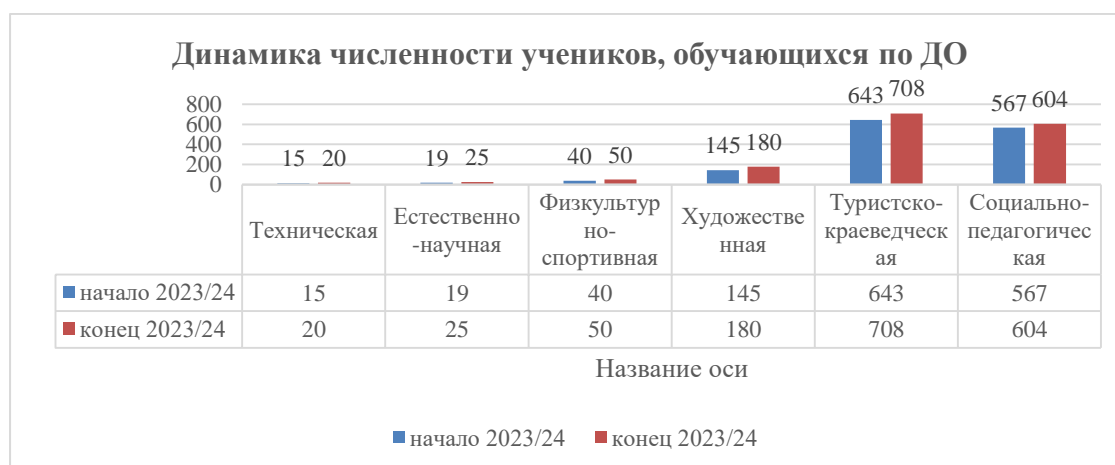 Динамика численности учеников, обучающихся по ДО
800
600
400
200
0
15 20 19 25 40 50 145 180 643 708 567 604
Техническая
Естественно
-научная
Физкультур
но-
спортивная
Художестве
нная
Туристско-
краеведческ
ая
Социально-
педагогичес
кая
начало 2023/24 15 19 40 145 643 567
конец 2023/24 20 25 50 180 708 604
Название оси
начало 2023/24 конец 2023/24